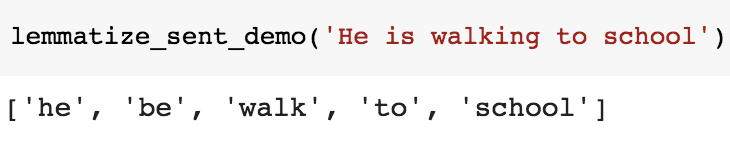 lemmatize_sent_demo('He is walking to school')
['he', 'be', 'walk', 'to', 'school']